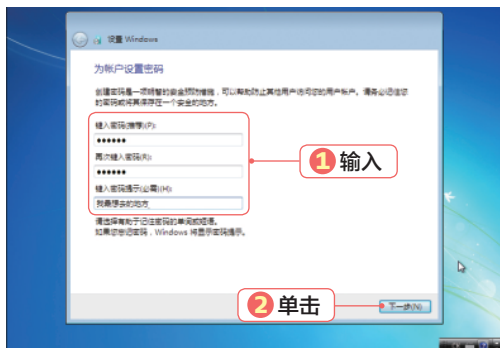 设置 Windows
为帐户设置密码
创建密码是一项明智的安全预防措施，可以帮助防止其他用户访问您的用户帐户。请务必记住您
的密码或将其保存在一个安全的地方。
键入密码(推荐)(P):
●●●●●●
再次键入密码(R):
●●●●●●
键入密码提示(必需)(H):
我最想去的地方
请选择有助于记住密码的单词或短语。
如果您忘记密码，Windows 将显示密码提示。
1 输入
2 单击
下一步(N)